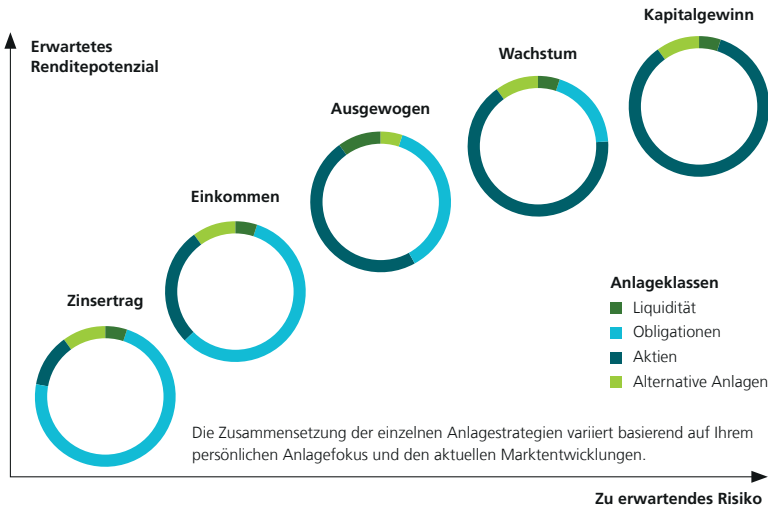 Kapitalgewinn
Erwartetes
Renditepotenzial
Wachstum
Ausgewogen
Einkommen
Zinsertrag
Anlageklassen
Liquidität
Obligationen
Aktien
Alternative Anlagen
Die Zusammensetzung der einzelnen Anlagestrategien variiert basierend auf Ihrem
persönlichen Anlagefokus und den aktuellen Marktentwicklungen.
Zu erwartendes Risiko